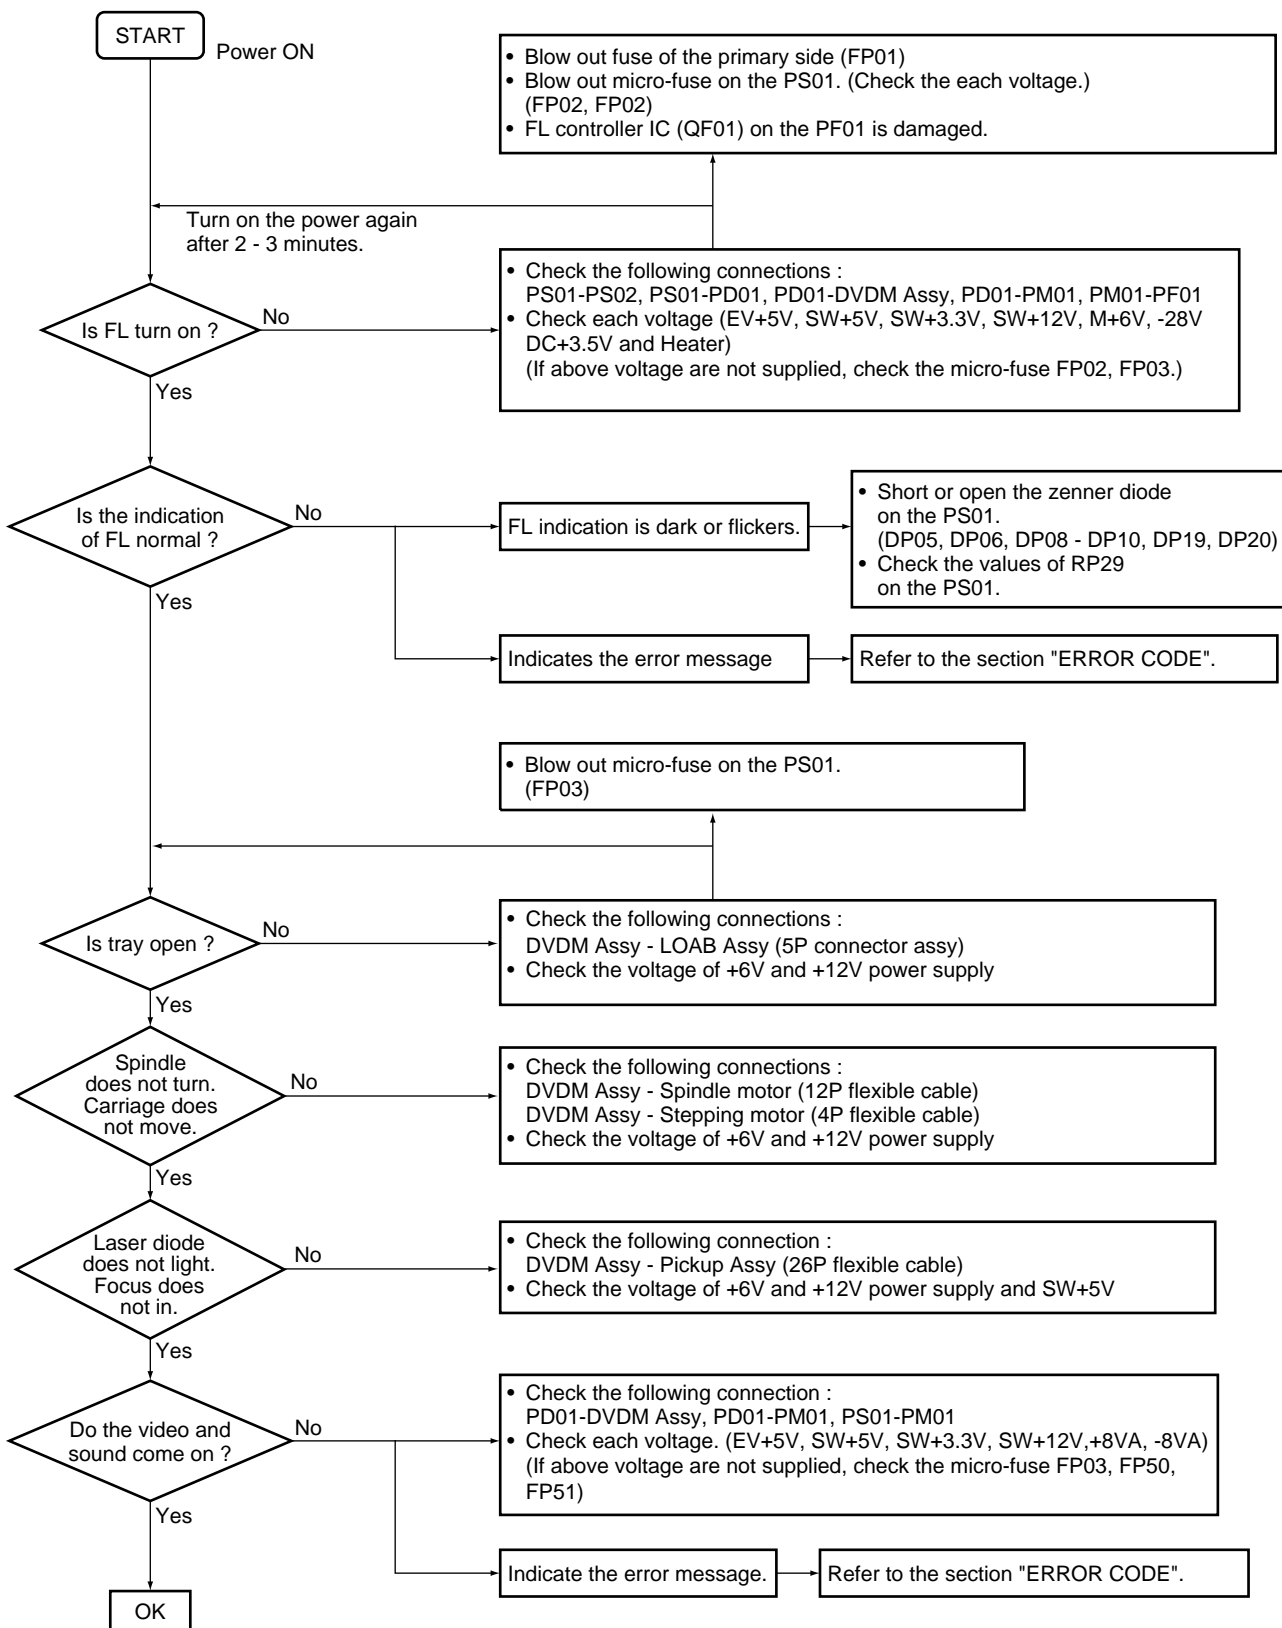 START
Power ON
• Blow out fuse of the primary side (FP01)
• Blow out micro-fuse on the PS01. (Check the each voltage.)
(FP02, FP02)
• FL controller IC (QF01) on the PF01 is damaged.
Turn on the power again
after 2 - 3 minutes.
Is FL turn on ?
No
Yes
• Check the following connections :
PS01-PS02, PS01-PD01, PD01-DVDM Assy, PD01-PM01, PM01-PF01
• Check each voltage (EV+5V, SW+5V, SW+3.3V, SW+12V, M+6V, -28V
DC+3.5V and Heater)
(If above voltage are not supplied, check the micro-fuse FP02, FP03.)
Is the indication
of FL normal ?
No
Yes
FL indication is dark or flickers.
• Short or open the zenner diode
on the PS01.
(DP05, DP06, DP08 - DP10, DP19, DP20)
• Check the values of RP29
on the PS01.
Indicates the error message
Refer to the section "ERROR CODE".
• Blow out micro-fuse on the PS01.
(FP03)
Is tray open ?
No
Yes
• Check the following connections :
DVDM Assy - LOAB Assy (5P connector assy)
• Check the voltage of +6V and +12V power supply
Spindle
does not turn.
Carriage does
not move.
No
Yes
• Check the following connections :
DVDM Assy - Spindle motor (12P flexible cable)
DVDM Assy - Stepping motor (4P flexible cable)
• Check the voltage of +6V and +12V power supply
Laser diode
does not light.
Focus does
not in.
No
Yes
• Check the following connection :
DVDM Assy - Pickup Assy (26P flexible cable)
• Check the voltage of +6V and +12V power supply and SW+5V
Do the video and
sound come on ?
No
Yes
• Check the following connection :
PD01-DVDM Assy, PD01-PM01, PS01-PM01
• Check each voltage. (EV+5V, SW+5V, SW+3.3V, SW+12V,+8VA, -8VA)
(If above voltage are not supplied, check the micro-fuse FP03, FP50,
FP51)
Indicate the error message.
Refer to the section "ERROR CODE".
OK